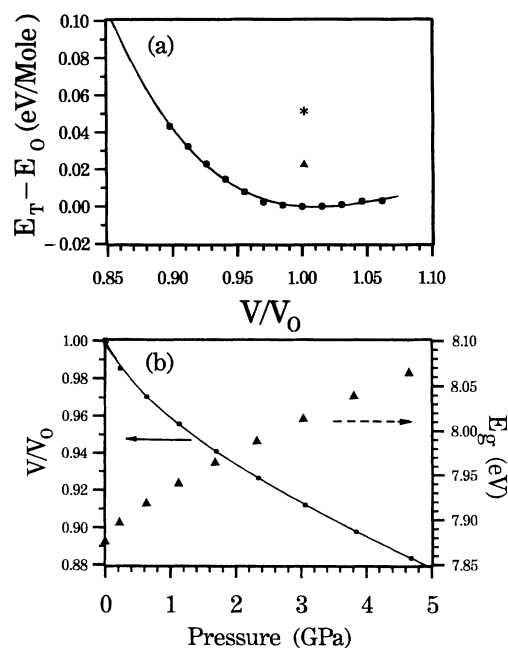 (a)
E_T − E_O (eV/Mole)
0.10
0.08
0.06
0.04
0.02
0.00
−0.02
0.85 0.90 0.95 1.00 1.05 1.10
V/V_O
(b)
V/V_O
1.00
0.98
0.96
0.94
0.92
0.90
0.88
8.10
8.05
8.00
7.95
7.90
7.85
E_g (eV)
0 1 2 3 4 5
Pressure (GPa)